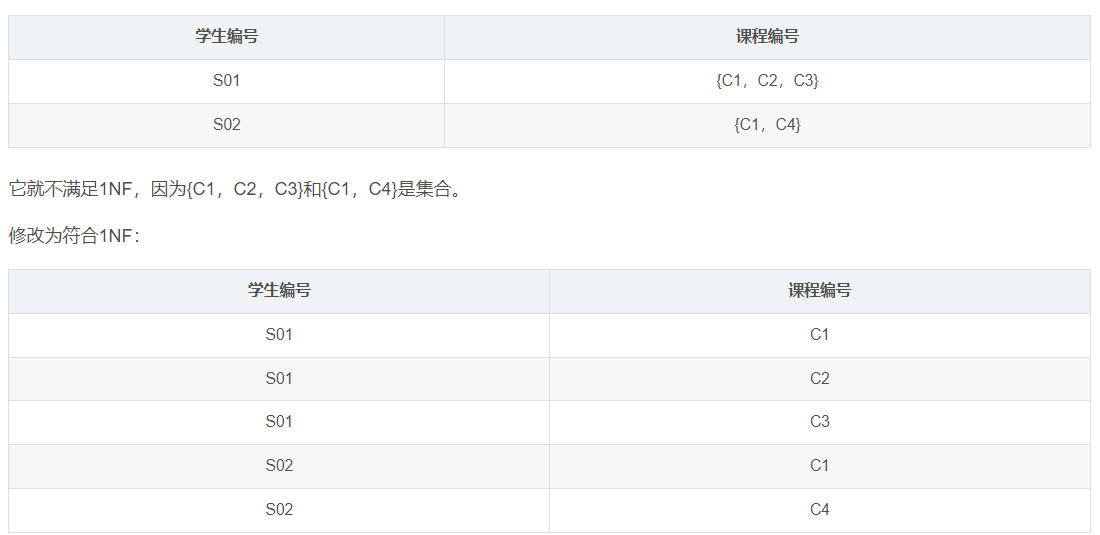 学生编号 课程编号
S01 {C1，C2，C3}
S02 {C1，C4}
它就不满足1NF，因为{C1，C2，C3}和{C1，C4}是集合。
修改为符合1NF：
学生编号 课程编号
S01 C1
S01 C2
S01 C3
S02 C1
S02 C4